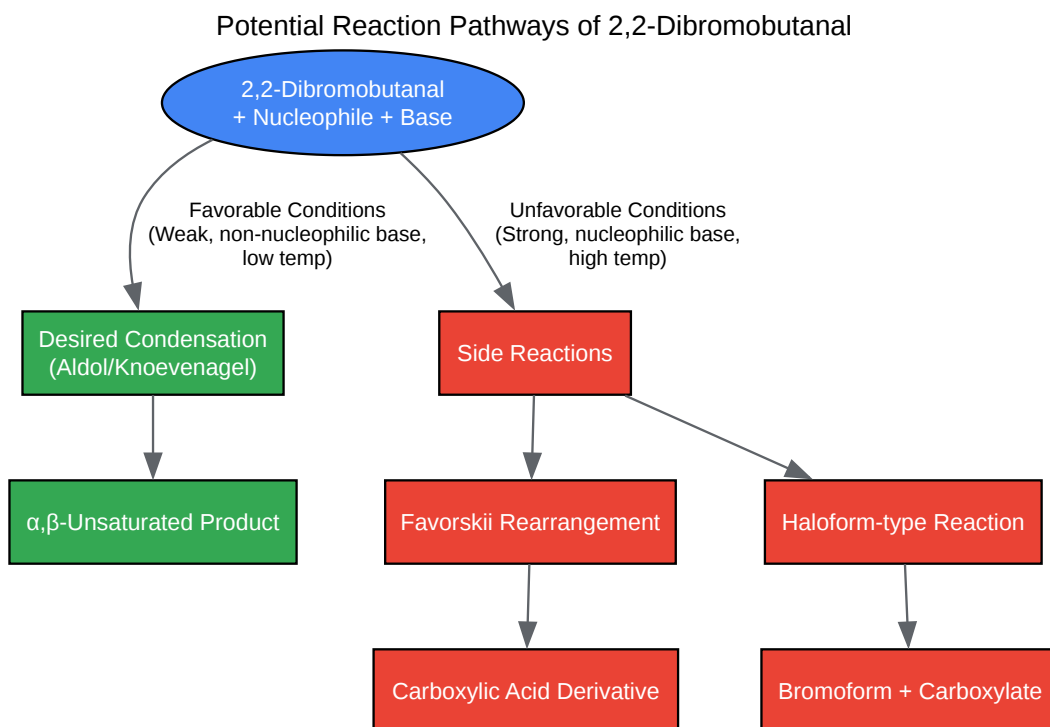 Potential Reaction Pathways of 2,2-Dibromobutanal
2,2-Dibromobutanal
+ Nucleophile + Base
Favorable Conditions
(Weak, non-nucleophilic base,
low temp)
Unfavorable Conditions
(Strong, nucleophilic base,
high temp)
Desired Condensation
(Aldol/Knoevenagel)
Side Reactions
α,β-Unsaturated Product
Favorskii Rearrangement
Haloform-type Reaction
Carboxylic Acid Derivative
Bromoform + Carboxylate